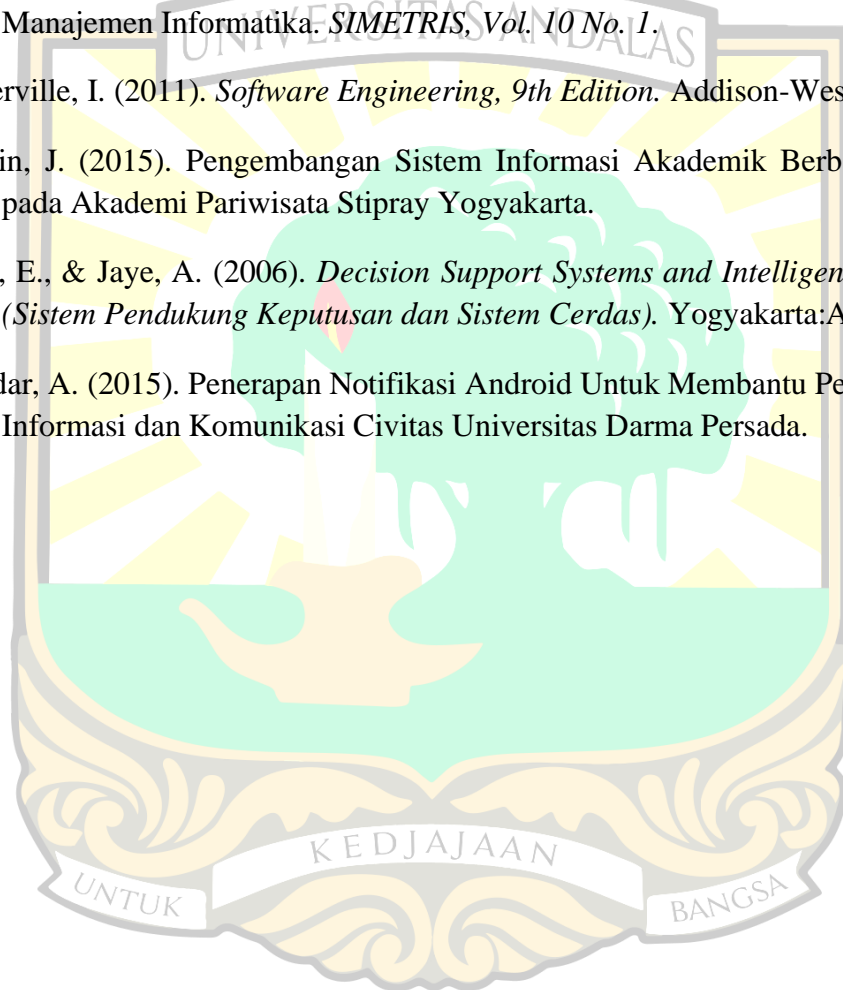 Manajemen Informatika. SIMETRIS, Vol. 10 No. 1.
UNIVERSITAS ANDALAS
erville, I. (2011). Software Engineering, 9th Edition. Addison-Wes
in, J. (2015). Pengembangan Sistem Informasi Akademik Berb
pada Akademi Pariwisata Stipray Yogyakarta.
, E., & Jaye, A. (2006). Decision Support Systems and Intelligen
(Sistem Pendukung Keputusan dan Sistem Cerdas). Yogyakarta:A
dar, A. (2015). Penerapan Notifikasi Android Untuk Membantu Pe
Informasi dan Komunikasi Civitas Universitas Darma Persada.
KEDJAJAAN
UNTUK
BANGSA